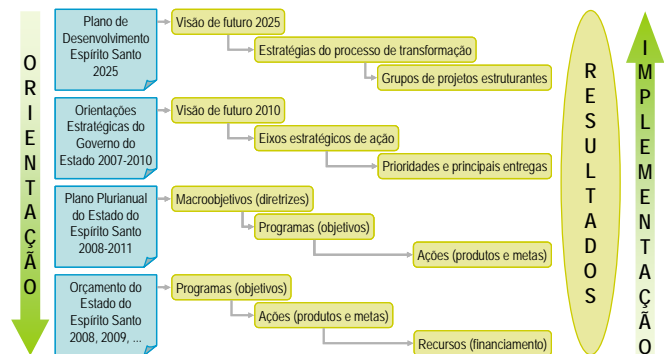 ORIENTAÇÃO
Plano de
Desenvolvimento
Espírito Santo
2025
Visão de futuro 2025
Estratégias do processo de transformação
Grupos de projetos estruturantes
Orientações
Estratégicas do
Governo do
Estado 2007-2010
Visão de futuro 2010
Eixos estratégicos de ação
Prioridades e principais entregas
Plano Plurianual
do Estado do
Espírito Santo
2008-2011
Macroobjetivos (diretrizes)
Programas (objetivos)
Ações (produtos e metas)
Orçamento do
Estado do
Espírito Santo
2008, 2009, ...
Programas (objetivos)
Ações (produtos e metas)
Recursos (financiamento)
RESULTADOS
IMPLEMENTAÇÃO